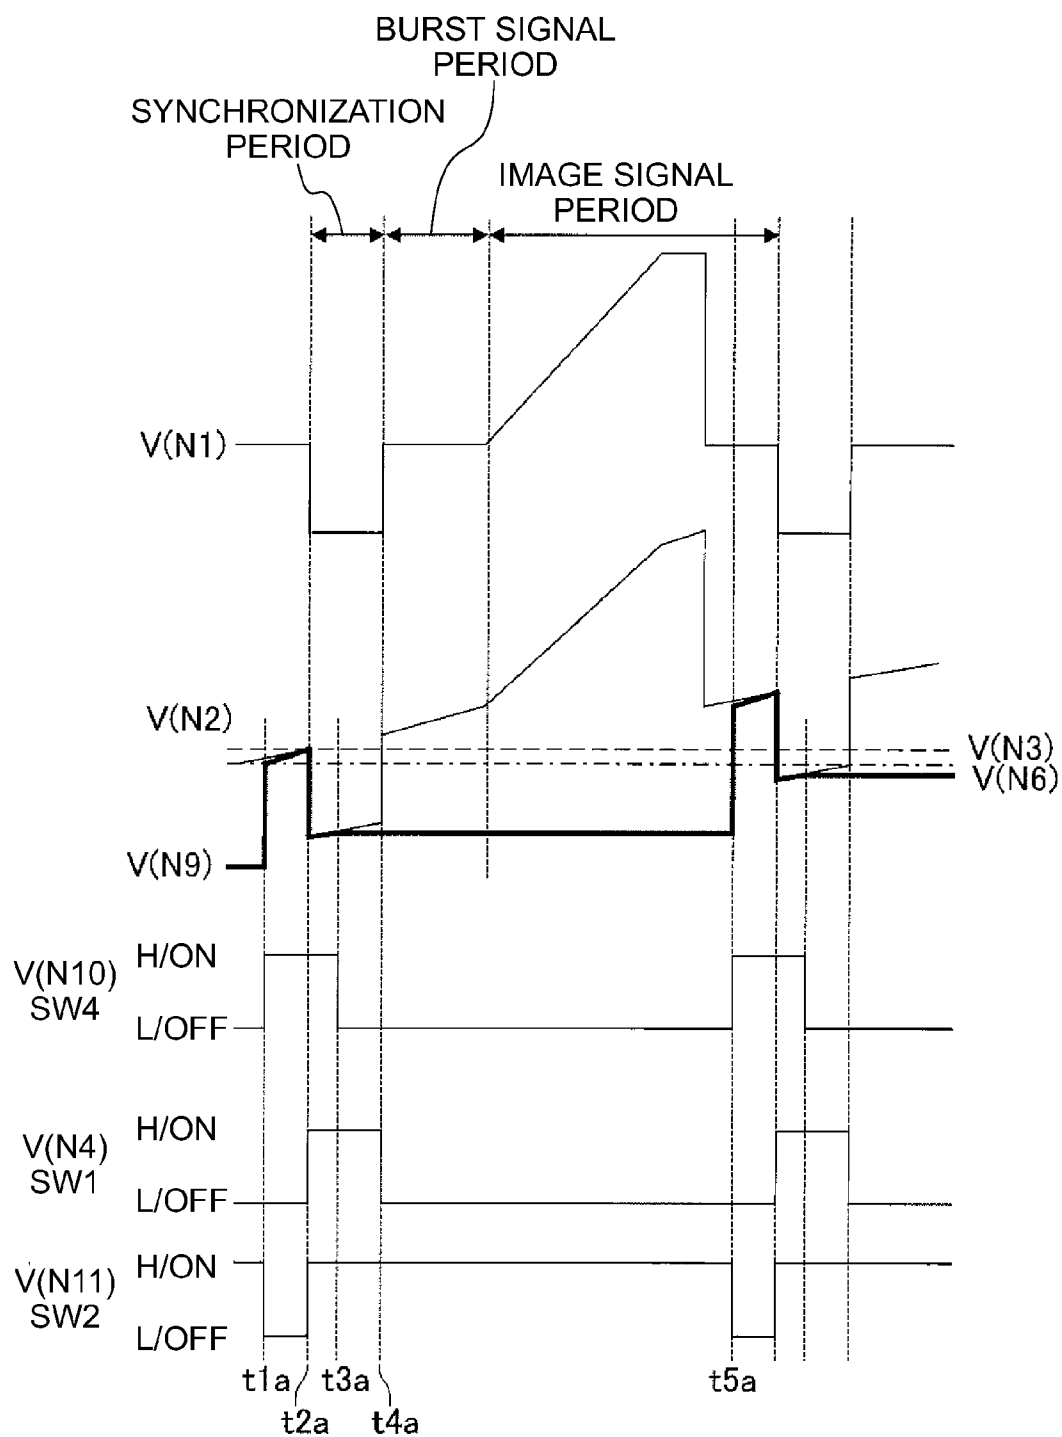 BURST SIGNAL
PERIOD
SYNCHRONIZATION
PERIOD
IMAGE SIGNAL
PERIOD
V(N1)
V(N2)
V(N3)
V(N6)
V(N9)
H/ON
V(N10)
SW4
L/OFF
H/ON
V(N4)
SW1
L/OFF
H/ON
V(N11)
SW2
L/OFF
t1a
t3a
t5a
t2a
t4a